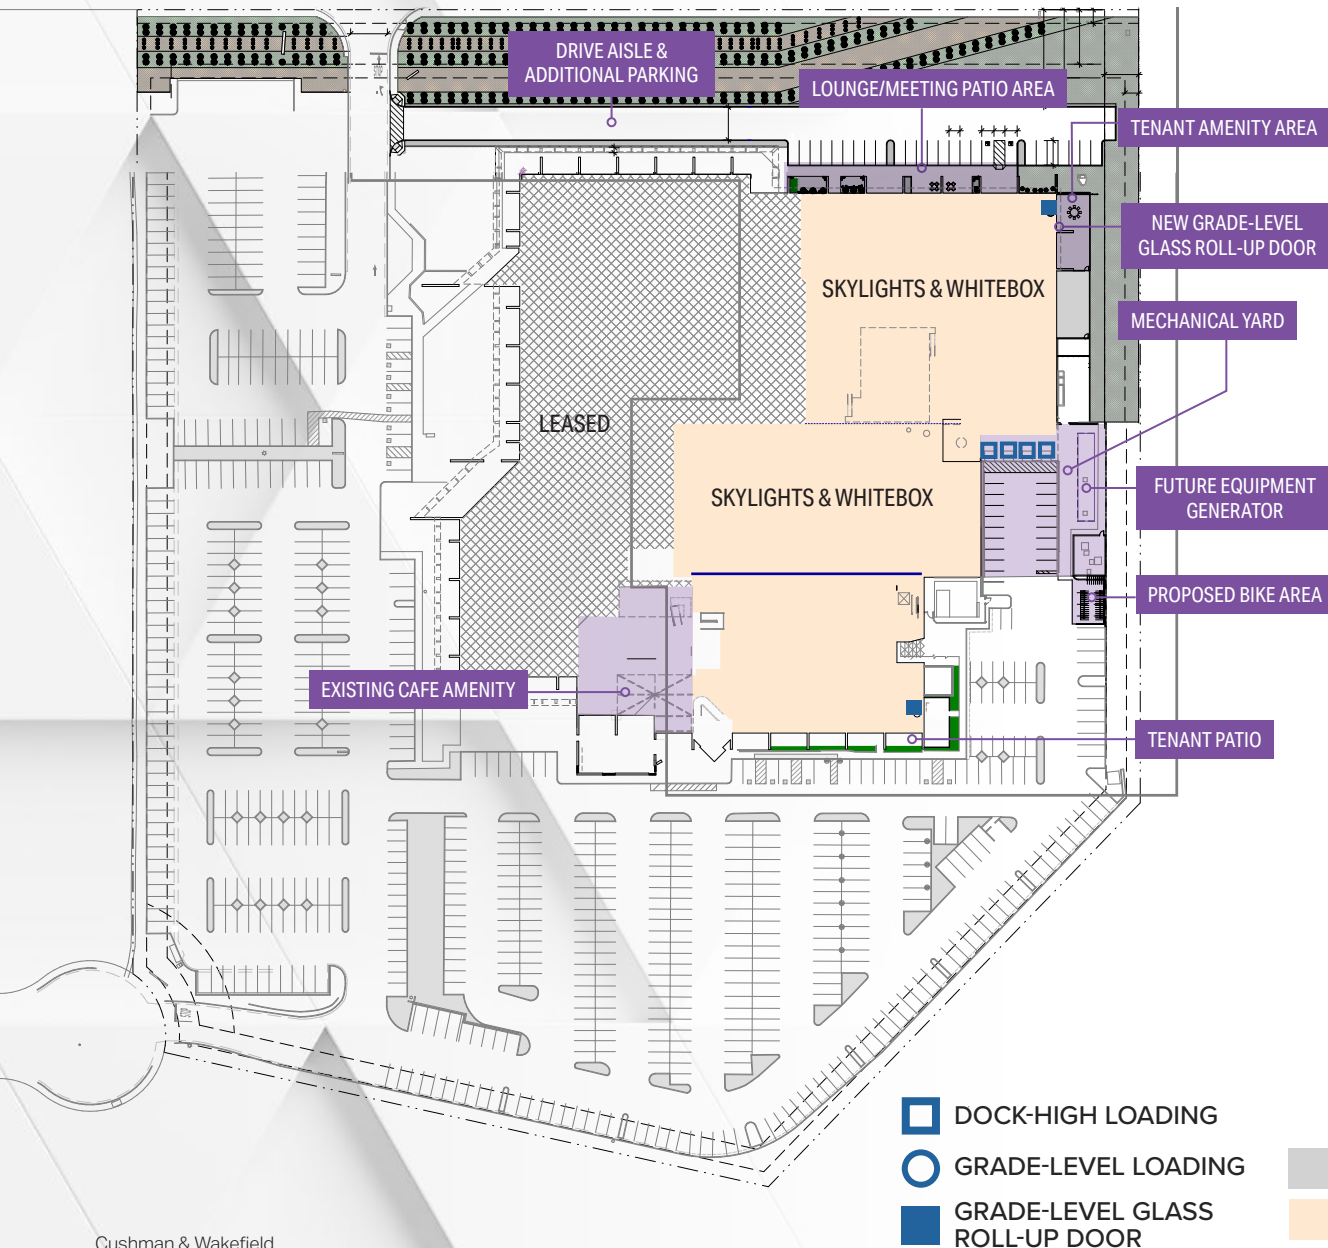 DRIVE AISLE &
ADDITIONAL PARKING
LOUNGE/MEETING PATIO AREA
TENANT AMENITY AREA
NEW GRADE-LEVEL
GLASS ROLL-UP DOOR
SKYLIGHTS & WHITEBOX
MECHANICAL YARD
LEASED
SKYLIGHTS & WHITEBOX
FUTURE EQUIPMENT
GENERATOR
PROPOSED BIKE AREA
EXISTING CAFE AMENITY
TENANT PATIO
DOCK-HIGH LOADING
GRADE-LEVEL LOADING
GRADE-LEVEL GLASS
ROLL-UP DOOR
Cushman & Wakefield